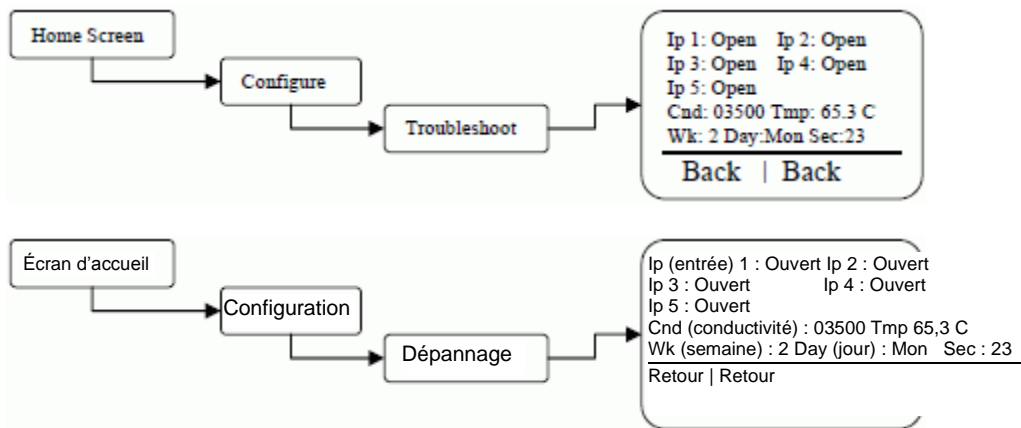 Home Screen
Configure
Troubleshoot
Ip 1: Open Ip 2: Open
Ip 3: Open Ip 4: Open
Ip 5: Open
Cnd: 03500 Tmp: 65.3 C
Wk: 2 Day:Mon Sec:23
Back | Back
Écran d'accueil
Configuration
Dépannage
Ip (entrée) 1 : Ouvert Ip 2 : Ouvert
Ip 3 : Ouvert Ip 4 : Ouvert
Ip 5 : Ouvert
Cnd (conductivité) : 03500 Tmp 65,3 C
Wk (semaine) : 2 Day (jour) : Mon Sec : 23
Retour | Retour